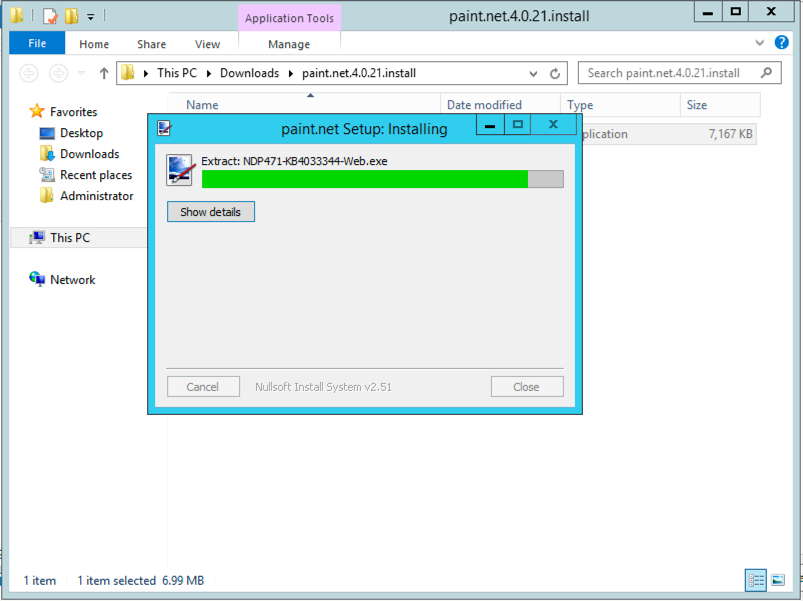 Application Tools
paint.net.4.0.21.install
File Home Share View Manage
This PC Downloads paint.net.4.0.21.install
Search paint.net.4.0.21.install
Name Date modified Type Size
Favorites
Desktop
Downloads
Recent places
Administrator
This PC
Network
plication 7,167 KB
paint.net Setup: Installing
Extract: NDP471-KB4033344-Web.exe
Show details
Cancel Nullsoft Install System v2.51 Close
1 item 1 item selected 6.99 MB